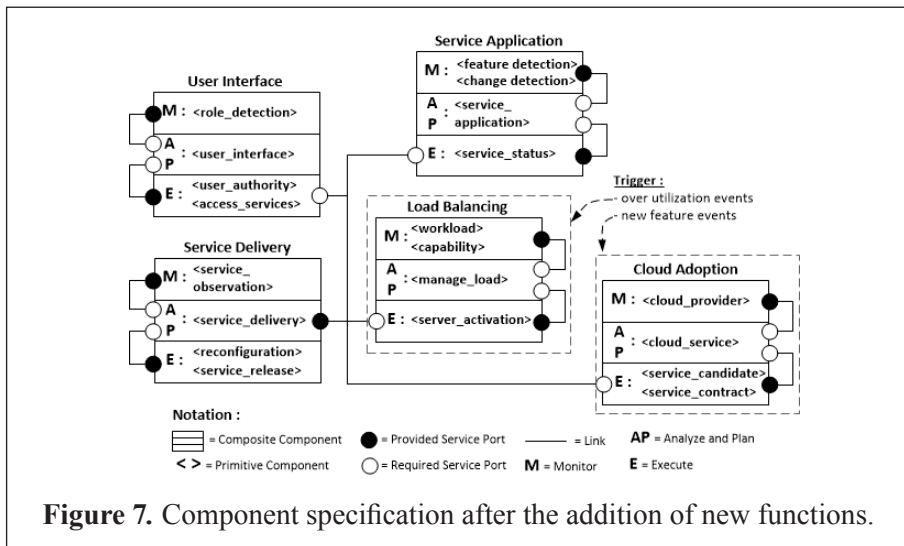 Service Application
M : <feature detection>
<change detection>
A
P : <service_
application>
E : <service_status>
User Interface
M : <role_detection>
A
P : <user_interface>
E : <user_authority>
<access_services>
Trigger :
- over utilization events
- new feature events
Load Balancing
M : <workload>
<capability>
A
P : <manage_load>
E : <server_activation>
Service Delivery
M : <service_
observation>
A
P : <service_delivery>
E : <reconfiguration>
<service_release>
Cloud Adoption
M : <cloud_provider>
A
P : <cloud_service>
E : <service_candidate>
<service_contract>
Notation :
= Composite Component
= Provided Service Port
= Link
AP = Analyze and Plan
< > = Primitive Component
= Required Service Port
M = Monitor
E = Execute
Figure 7. Component specification after the addition of new functions.